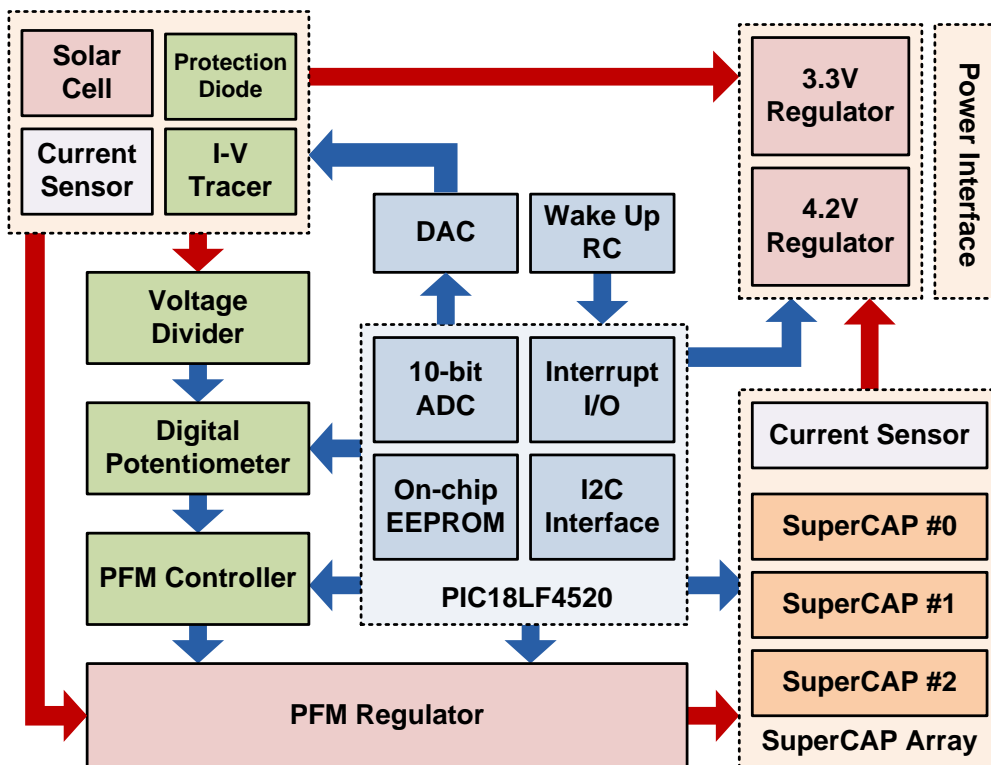 Solar
Cell
Protection
Diode
Current
Sensor
I-V
Tracer
3.3V
Regulator
4.2V
Regulator
Power Interface
DAC
Wake Up
RC
Voltage
Divider
10-bit
ADC
Interrupt
I/O
Digital
Potentiometer
On-chip
EEPROM
I2C
Interface
PIC18LF4520
PFM Controller
PFM Regulator
Current Sensor
SuperCAP #0
SuperCAP #1
SuperCAP #2
SuperCAP Array